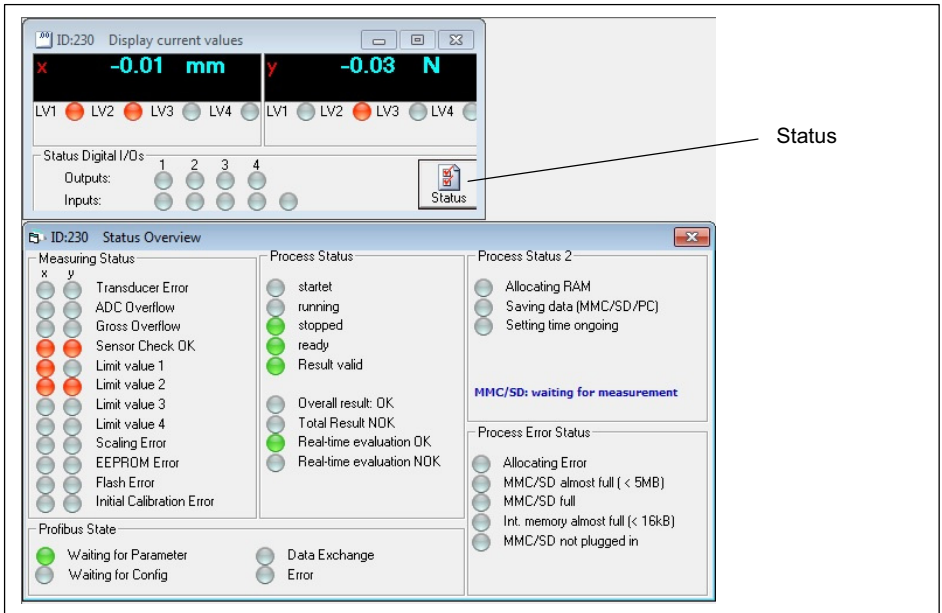 ID:230 Display current values
x -0.01 mm y -0.03 N
LV1 LV2 LV3 LV4 LV1 LV2 LV3 LV4
Status
Status Digital I/Os
1 2 3 4
Outputs:
Inputs:
Status
ID:230 Status Overview
Measuring Status
x y
Transducer Error
ADC Overflow
Gross Overflow
Sensor Check OK
Limit value 1
Limit value 2
Limit value 3
Limit value 4
Scaling Error
EEPROM Error
Flash Error
Initial Calibration Error
Process Status
startet
running
stopped
ready
Result valid
Overall result: OK
Total Result NOK
Real-time evaluation OK
Real-time evaluation NOK
Process Status 2
Allocating RAM
Saving data (MMC/SD/PC)
Setting time ongoing
MMC/SD: waiting for measurement
Process Error Status
Allocating Error
MMC/SD almost full ( < 5MB)
MMC/SD full
Int. memory almost full (< 16kB)
MMC/SD not plugged in
Profibus State
Waiting for Parameter
Waiting for Config
Data Exchange
Error